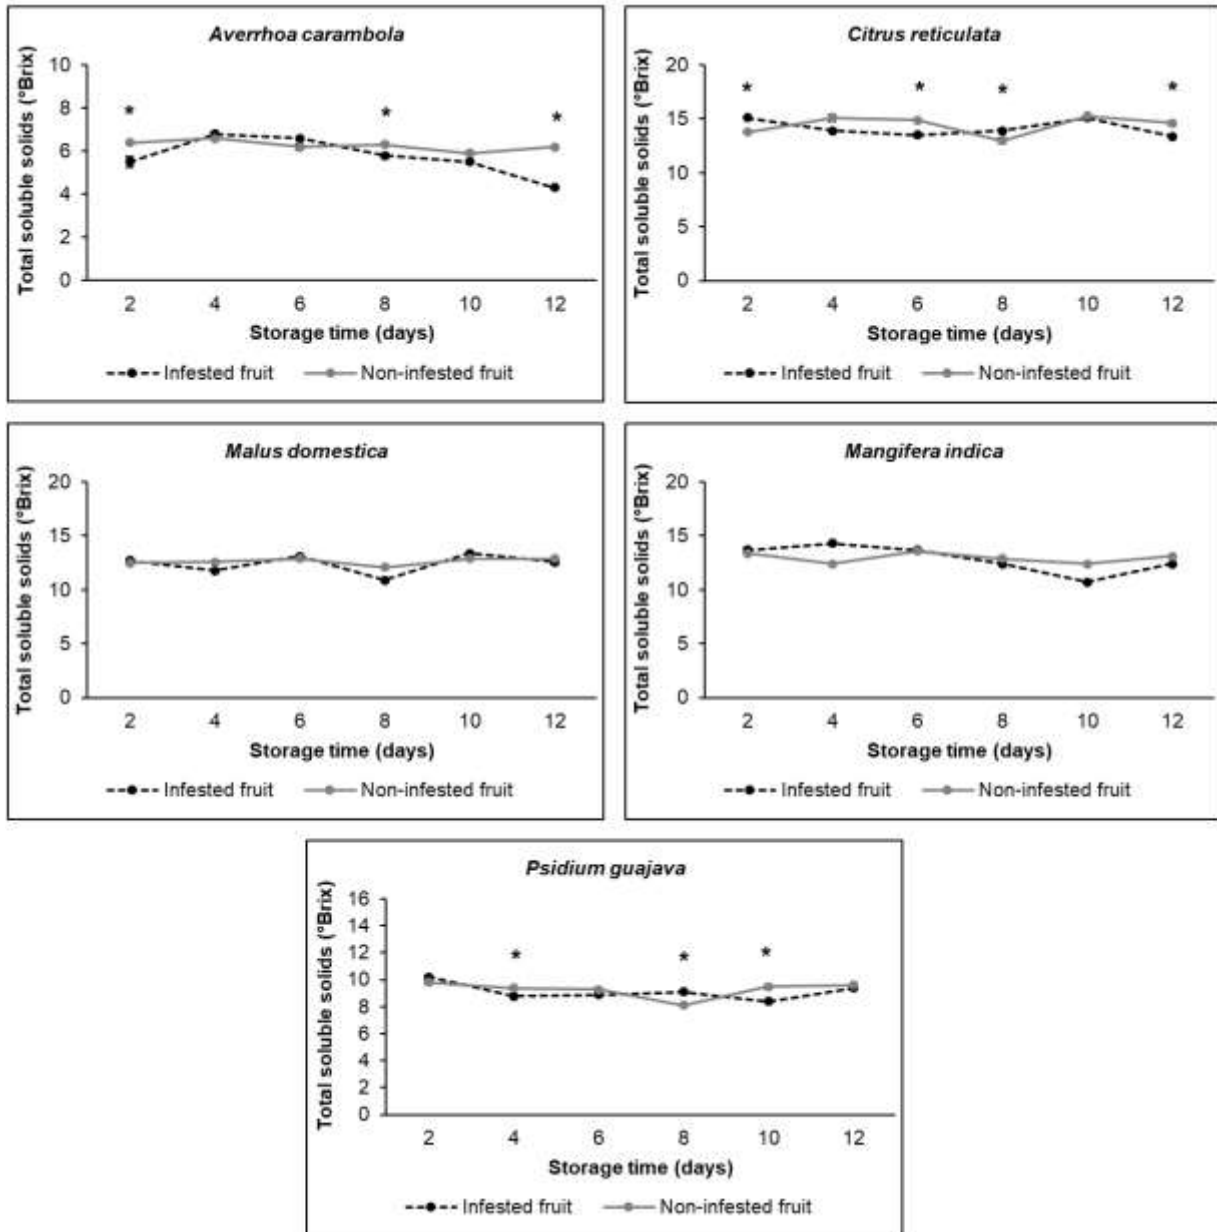 Averrhoa carambola
Total soluble solids (°Brix)
10
8
6
4
2
0
* * *
2 4 6 8 10 12
Storage time (days)
Infested fruit Non-infested fruit
Citrus reticulata
Total soluble solids (°Brix)
20
15
10
5
0
* * * *
2 4 6 8 10 12
Storage time (days)
Infested fruit Non-infested fruit
Malus domestica
Total soluble solids (°Brix)
20
15
10
5
0
2 4 6 8 10 12
Storage time (days)
Infested fruit Non-infested fruit
Mangifera indica
Total soluble solids (°Brix)
20
15
10
5
0
2 4 6 8 10 12
Storage time (days)
Infested fruit Non-infested fruit
Psidium guajava
Total soluble solids (°Brix)
16
14
12
10
8
6
4
2
0
* * *
2 4 6 8 10 12
Storage time (days)
Infested fruit Non-infested fruit